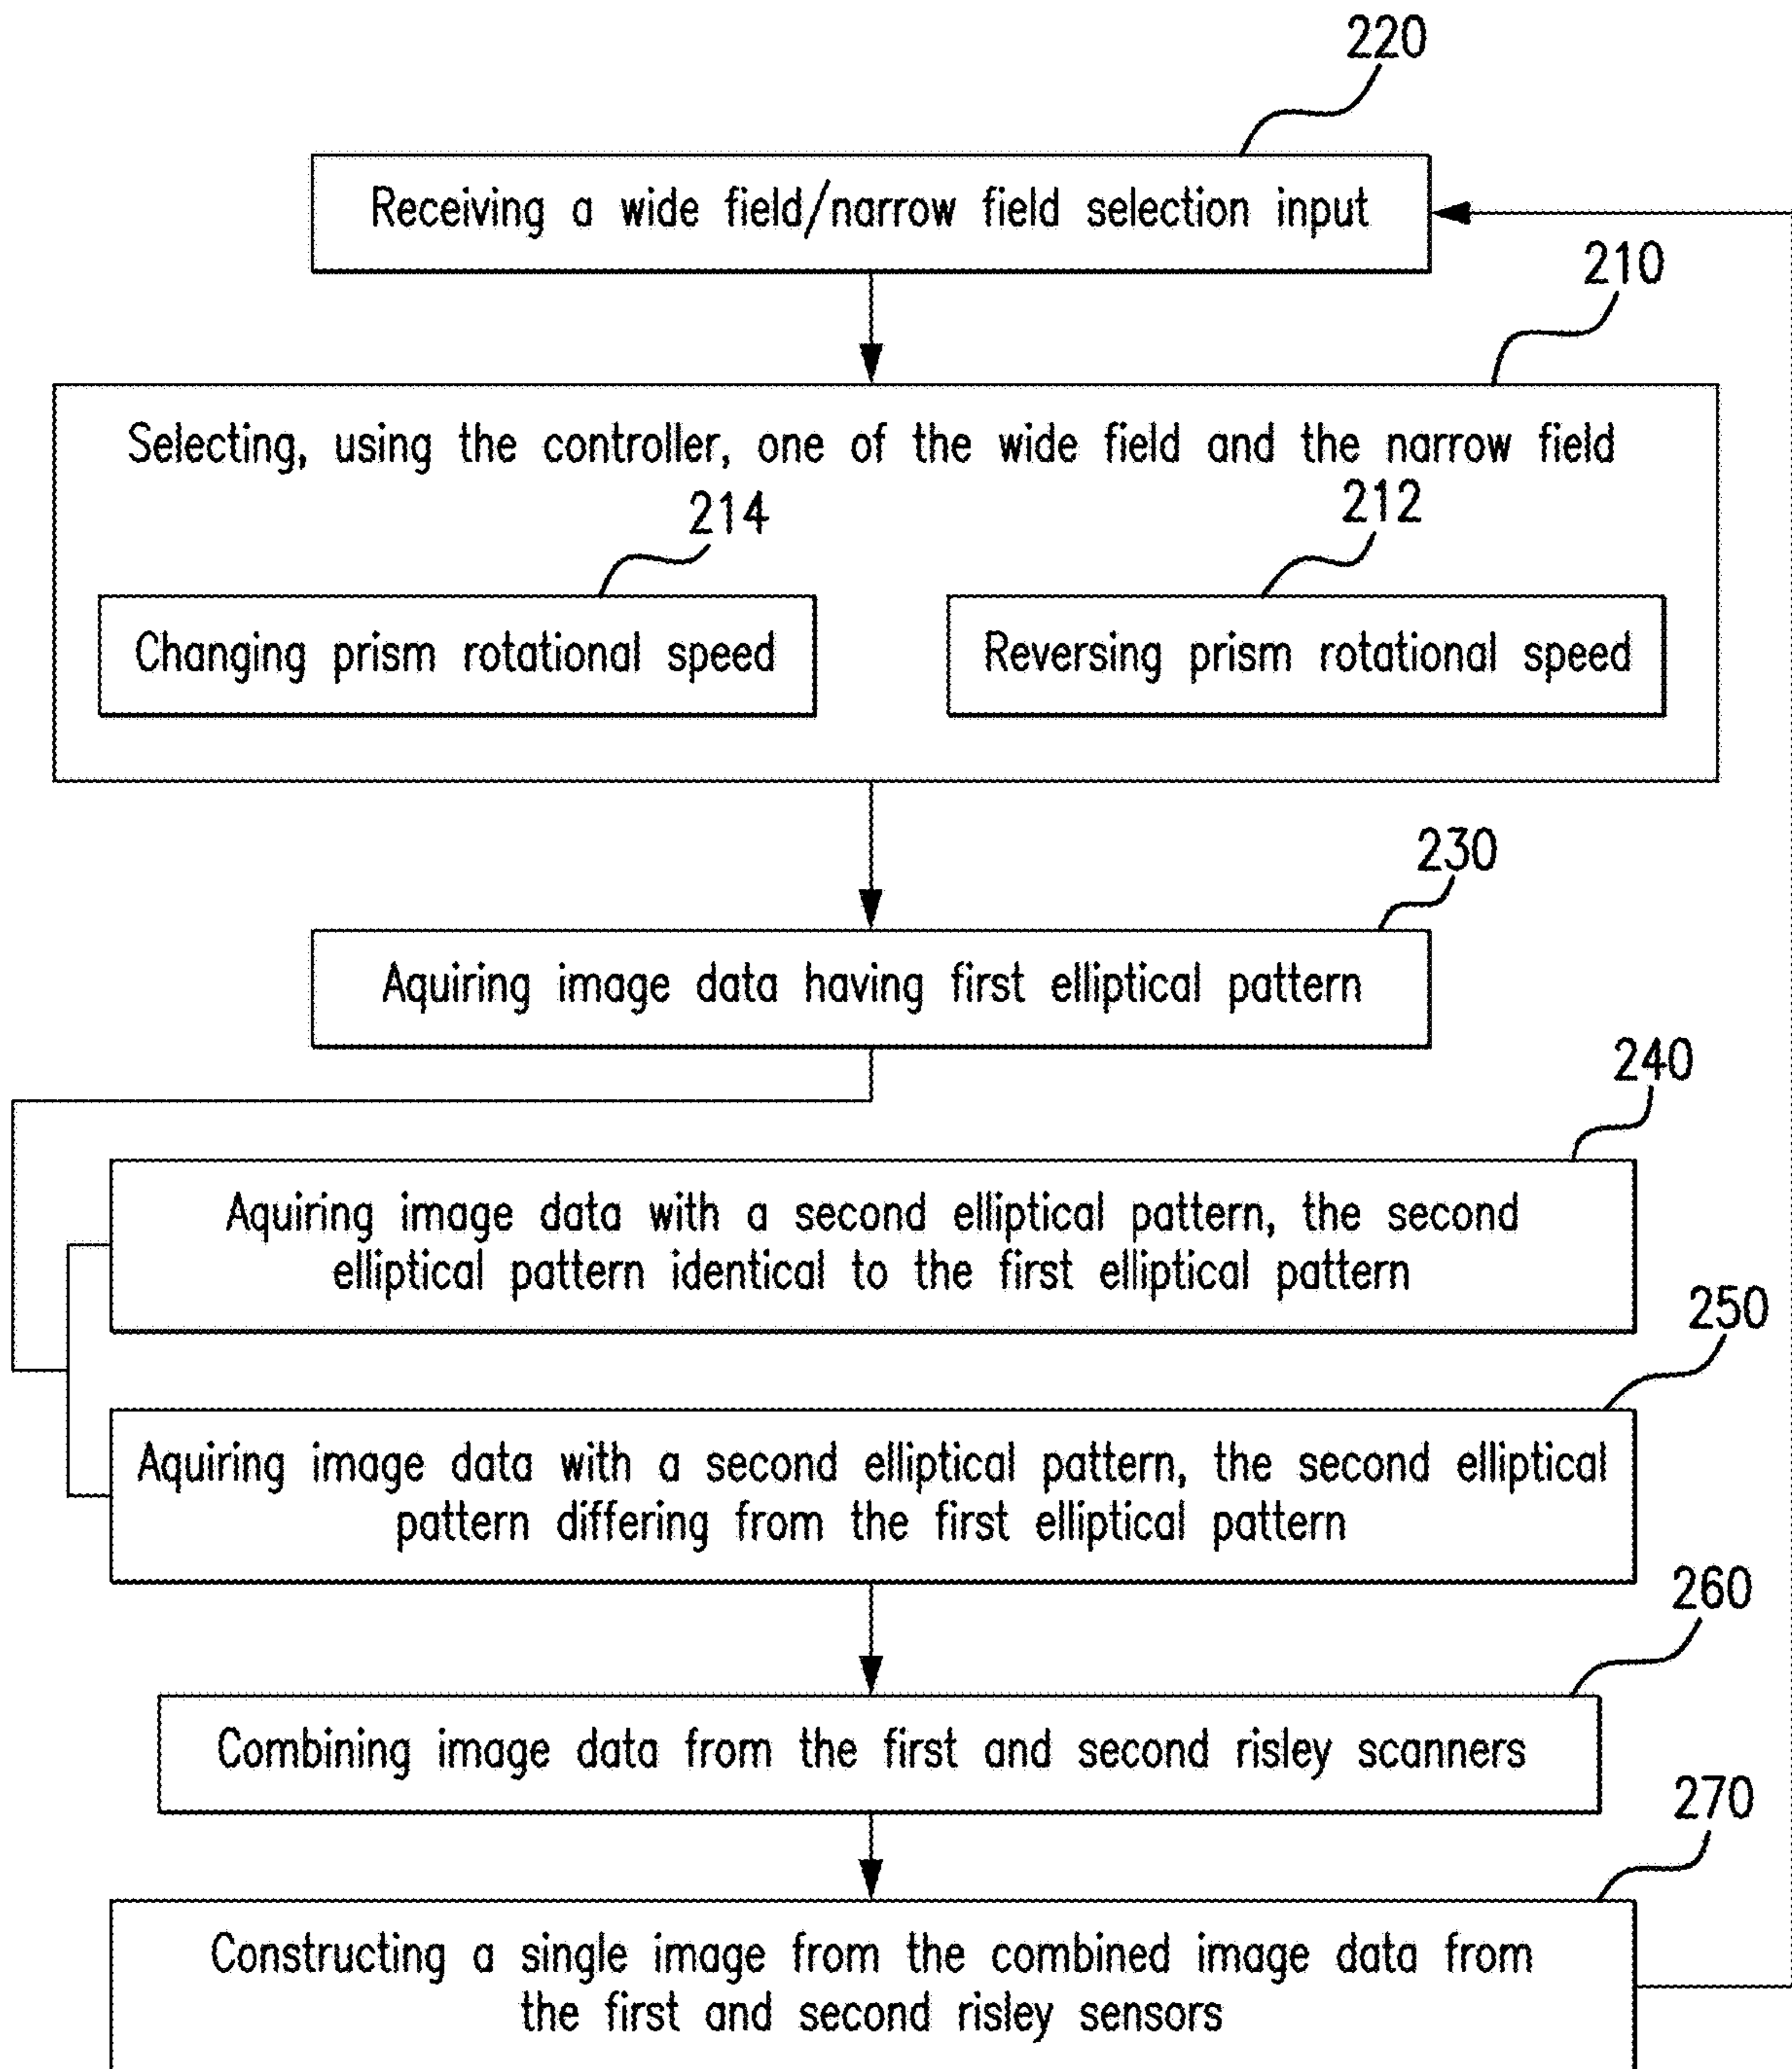 220
Receiving a wide field/narrow field selection input
210
Selecting, using the controller, one of the wide field and the narrow field
214
212
Changing prism rotational speed
Reversing prism rotational speed
230
Aquiring image data having first elliptical pattern
240
Aquiring image data with a second elliptical pattern, the second
elliptical pattern identical to the first elliptical pattern
250
Aquiring image data with a second elliptical pattern, the second elliptical
pattern differing from the first elliptical pattern
260
Combining image data from the first and second risley scanners
270
Constructing a single image from the combined image data from
the first and second risley sensors